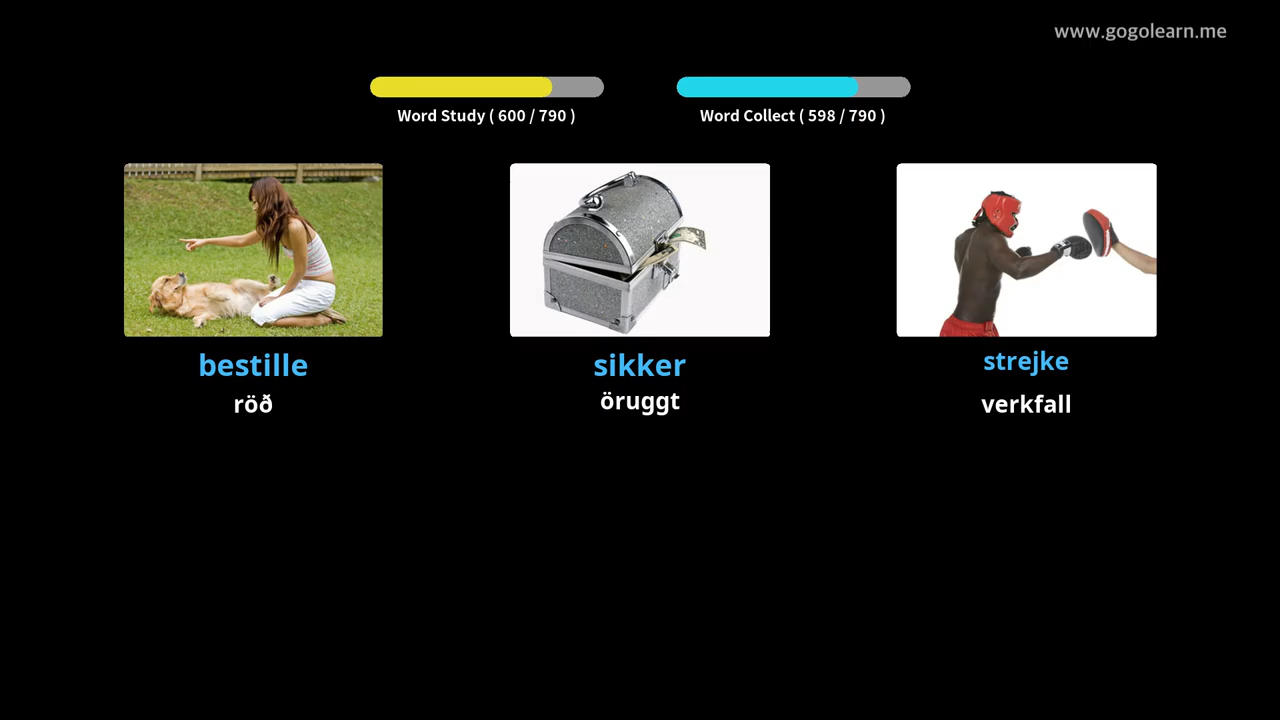 www.gogolearn.me
Word Study ( 600 / 790 )
Word Collect ( 598 / 790 )
bestille
röð
sikker
öruggt
strejke
verkfall